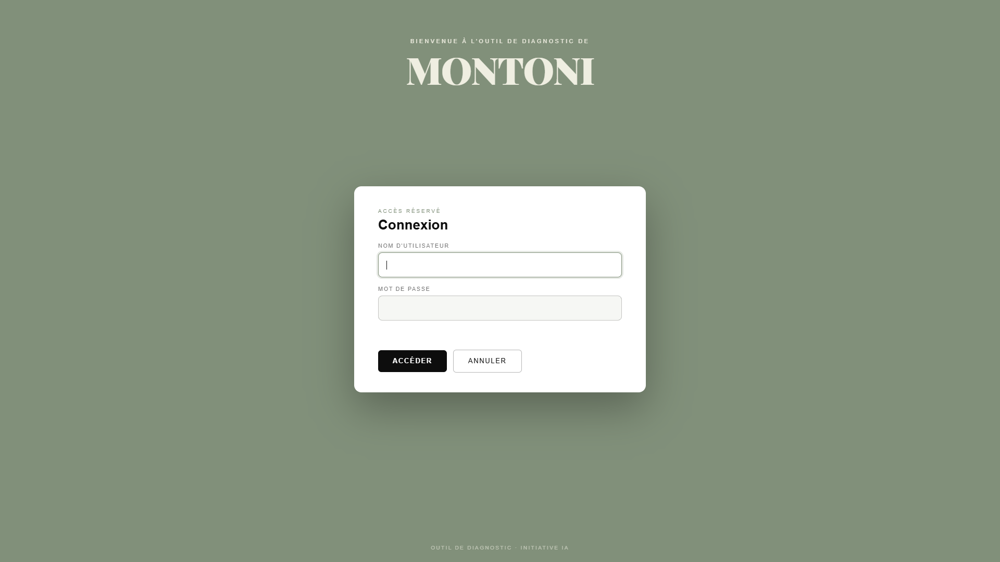 BIENVENUE À L'OUTIL DE DIAGNOSTIC DE
MONTONI
ACCÈS RÉSERVÉ
Connexion
NOM D'UTILISATEUR
MOT DE PASSE
ACCÉDER
ANNULER
OUTIL DE DIAGNOSTIC · INITIATIVE IA